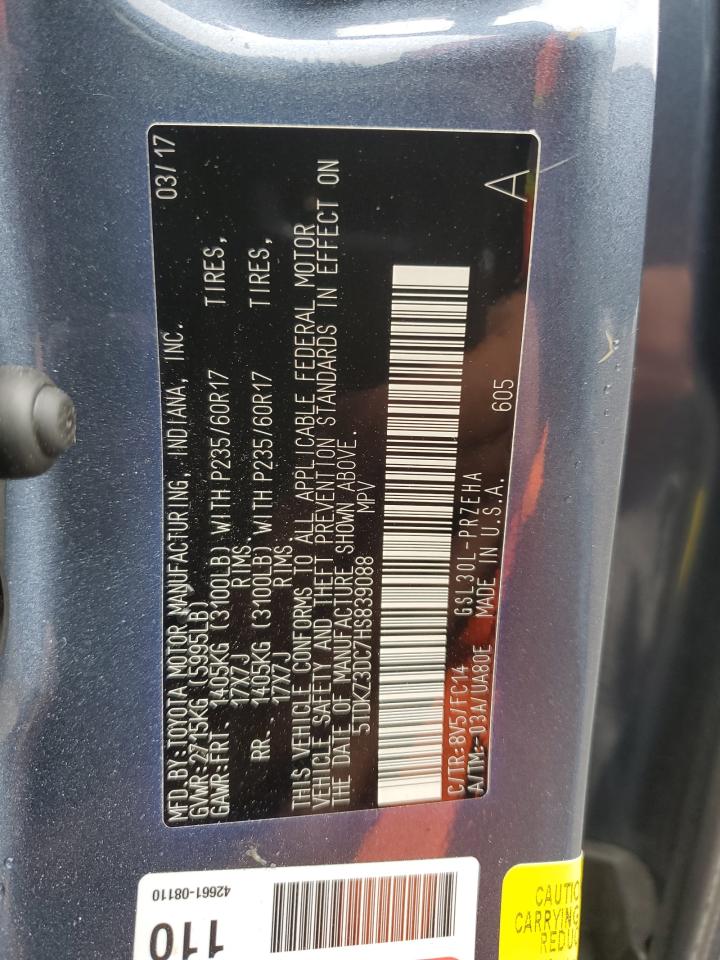 MFD.BY:TOYOTA MOTOR MANUFACTURING, INDIANA, INC. 03/17
GVWR:2715KG (5995LB)
GAWR:FRT. 1405KG (3100LB) WITH P235/60R17 TIRES,
17X7J RIMS.
RR. 1405KG (3100LB) WITH P235/60R17 TIRES,
17X7J RIMS.
THIS VEHICLE CONFORMS TO ALL APPLICABLE FEDERAL MOTOR
VEHICLE SAFETY AND THEFT PREVENTION STANDARDS IN EFFECT ON
THE DATE OF MANUFACTURE SHOWN ABOVE.
5TDKZ3DC7HS839088 MPV
C/TR:8V5/FC14 GSL30L-PRZEHA 605 A
A/TM:-03A/UA80E MADE IN U.S.A.
42661-08110
110
CAUTIO
CARRYING
REDUC